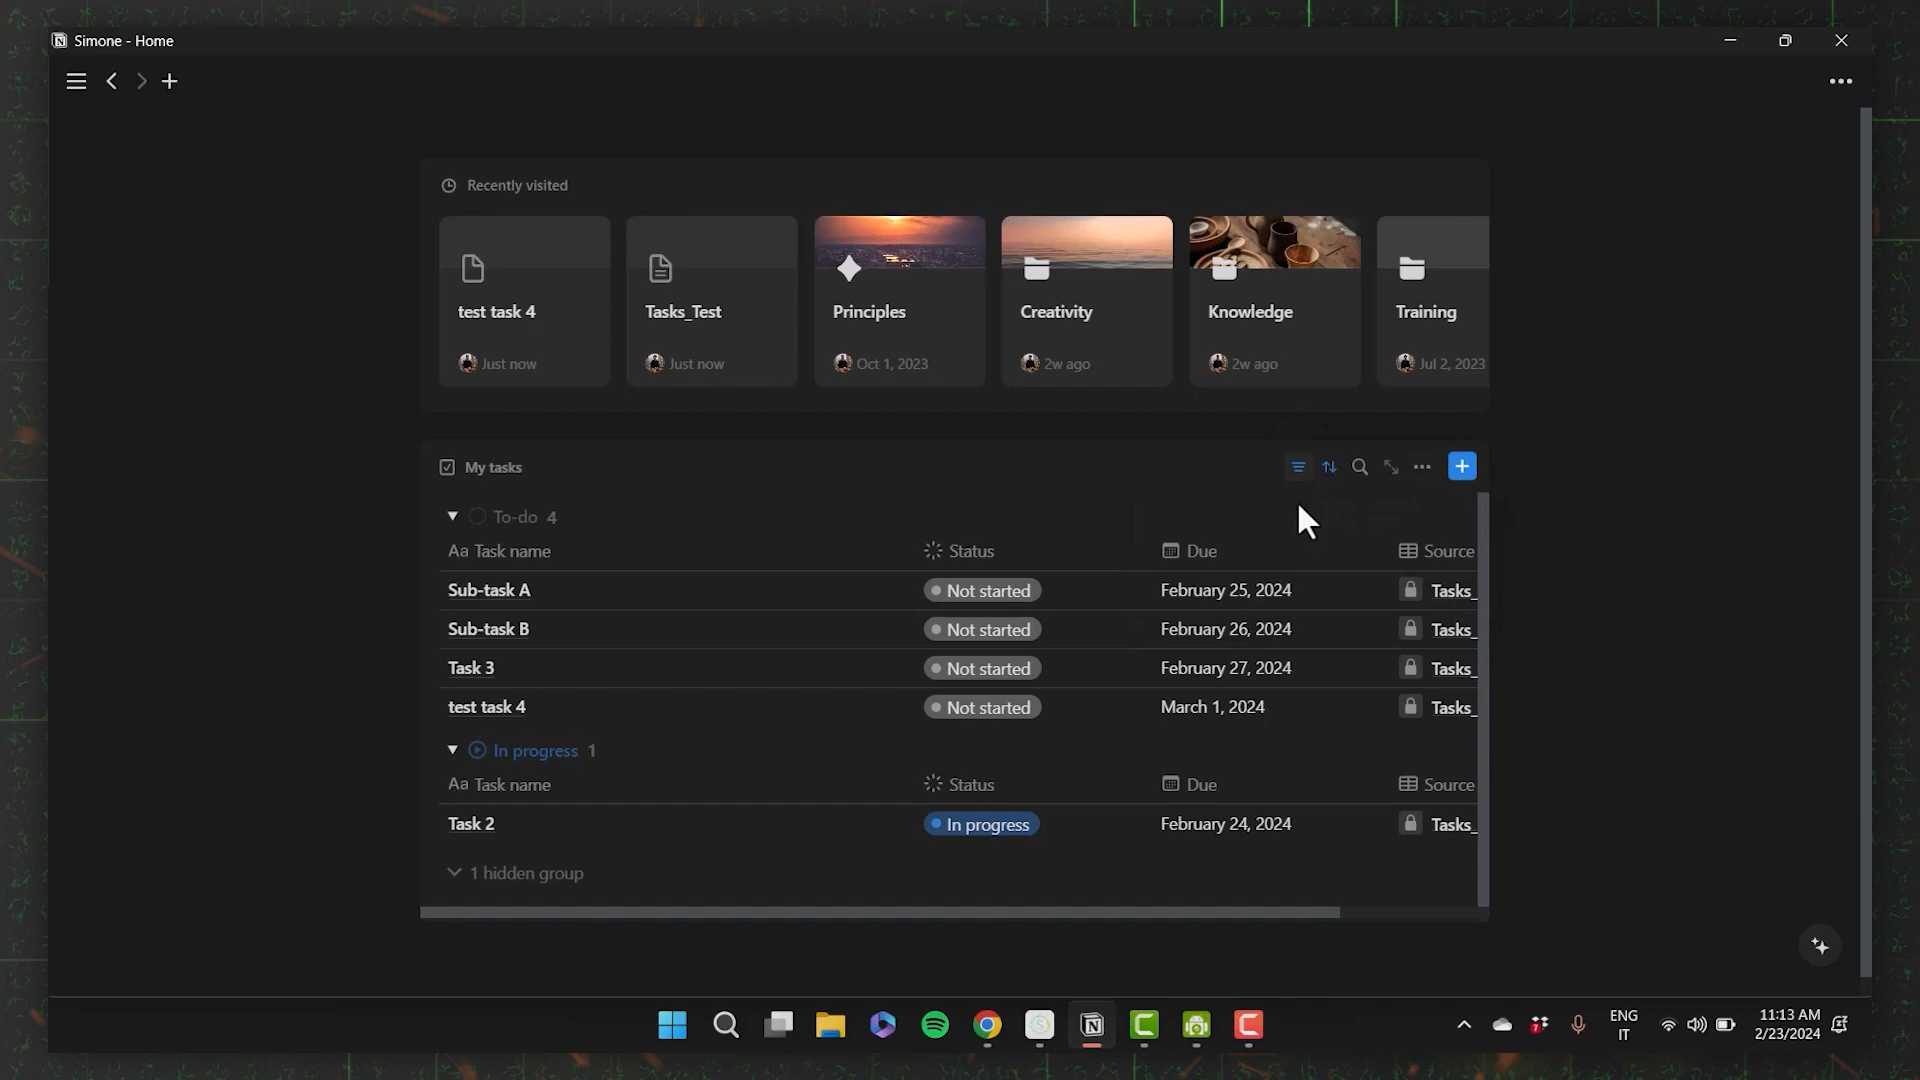 Simone - Home
Recently visited
test task 4
Just now
Tasks_Test
Just now
Principles
Oct 1, 2023
Creativity
2w ago
Knowledge
2w ago
Training
Jul 2, 2023
My tasks
To-do 4
Aa Task name Status Due Source
Sub-task A Not started February 25, 2024 Tasks_
Sub-task B Not started February 26, 2024 Tasks_
Task 3 Not started February 27, 2024 Tasks_
test task 4 Not started March 1, 2024 Tasks_
In progress 1
Aa Task name Status Due Source
Task 2 In progress February 24, 2024 Tasks_
1 hidden group
ENG
IT
11:13 AM
2/23/2024